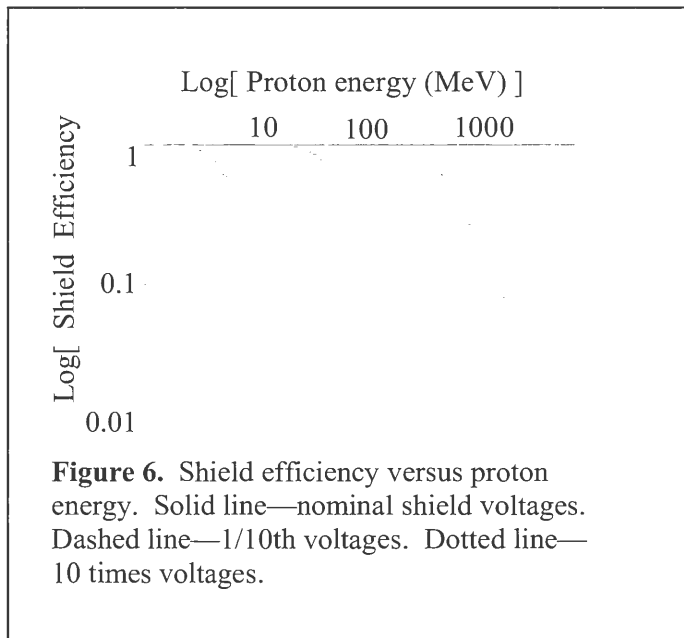 Log[ Proton energy (MeV) ]
10 100 1000
Log[ Shield Efficiency
1
0.1
0.01
Figure 6. Shield efficiency versus proton
energy. Solid line—nominal shield voltages.
Dashed line—1/10th voltages. Dotted line—
10 times voltages.